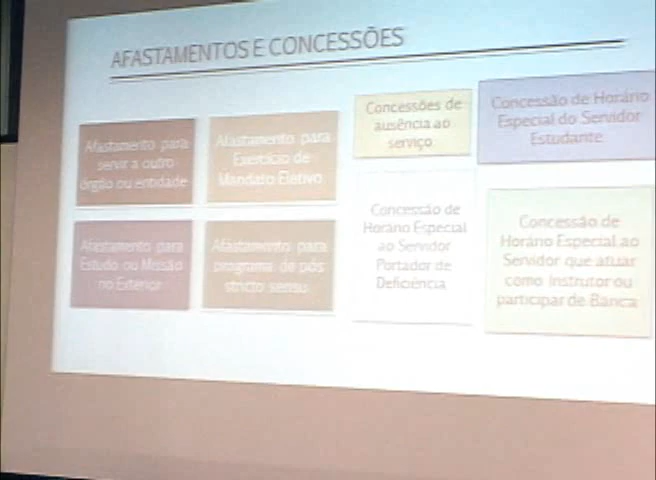 AFASTAMENTOS E CONCESSÕES
Afastamento para
servir a outro
órgão ou entidade
Afastamento para
Exercício de
Mandato Eletivo
Concessões de
ausência ao
serviço
Concessão de Horário
Especial do Servidor
Estudante
Afastamento para
Estudo ou Missão
no Exterior
Afastamento para
programa de pós
stricto sensu
Concessão de
Horário Especial
ao Servidor
Portador de
Deficiência
Concessão de
Horário Especial ao
Servidor que atuar
como Instrutor ou
participar de Banca